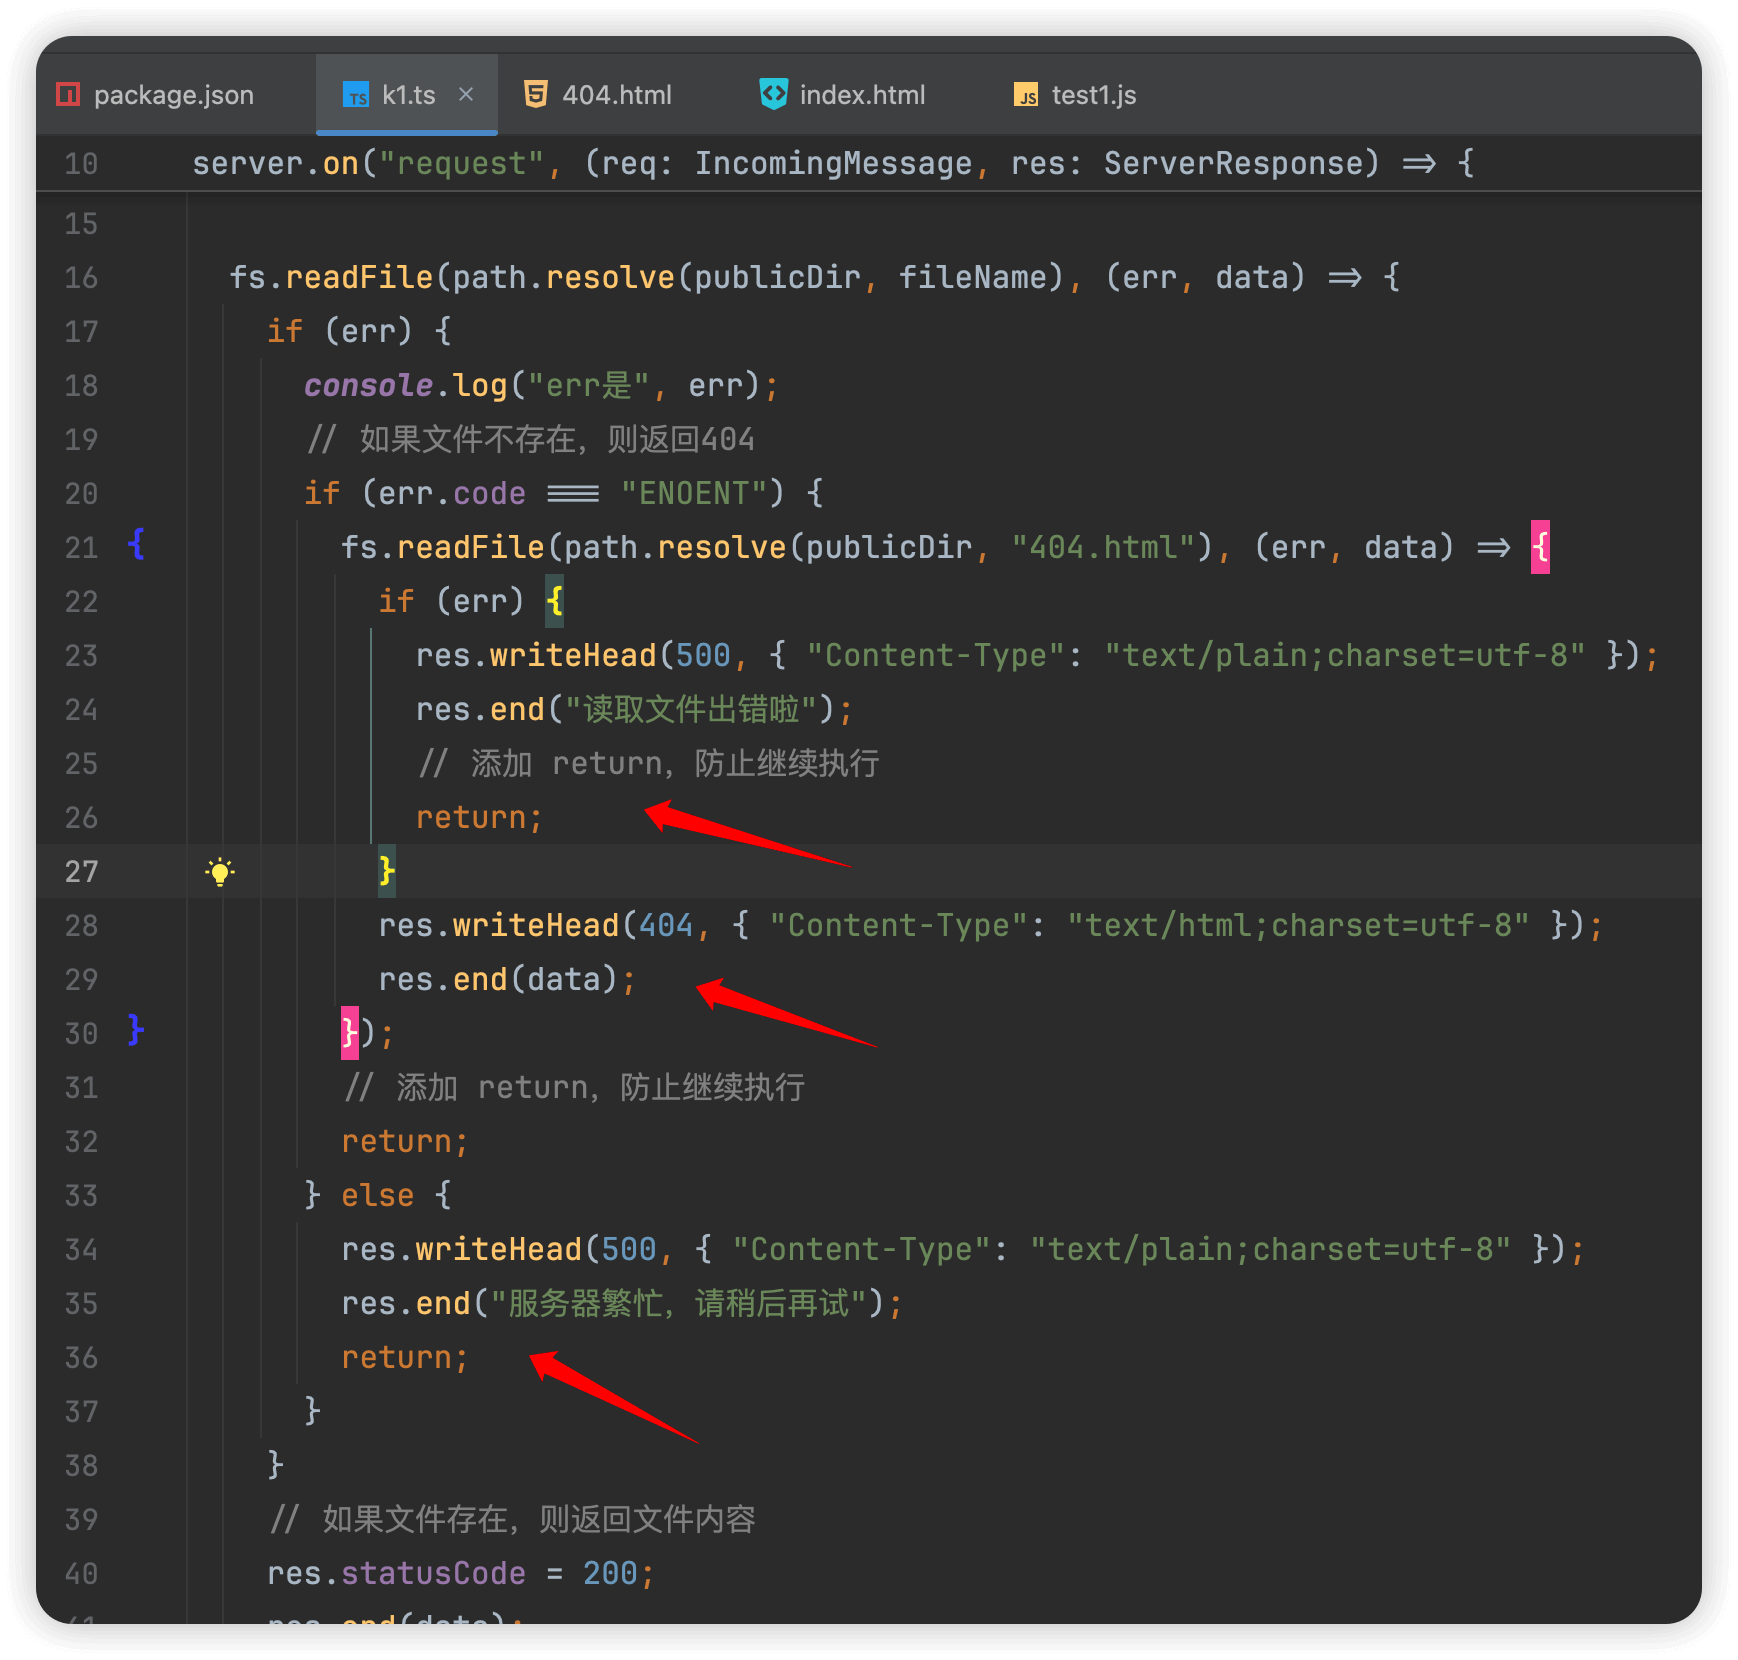 package.json k1.ts × 404.html index.html test1.js
10 server.on("request", (req: IncomingMessage, res: ServerResponse) => {
15
16 fs.readFile(path.resolve(publicDir, fileName), (err, data) => {
17 if (err) {
18 console.log("err是", err);
19 // 如果文件不存在，则返回404
20 if (err.code === "ENOENT") {
21 { fs.readFile(path.resolve(publicDir, "404.html"), (err, data) => {
22 if (err) {
23 res.writeHead(500, { "Content-Type": "text/plain;charset=utf-8" });
24 res.end("读取文件出错啦");
25 // 添加 return，防止继续执行
26 return;
27 }
28 res.writeHead(404, { "Content-Type": "text/html;charset=utf-8" });
29 res.end(data);
30 } });
31 // 添加 return，防止继续执行
32 return;
33 } else {
34 res.writeHead(500, { "Content-Type": "text/plain;charset=utf-8" });
35 res.end("服务器繁忙，请稍后再试");
36 return;
37 }
38 }
39 // 如果文件存在，则返回文件内容
40 res.statusCode = 200;
41 res.end(data);